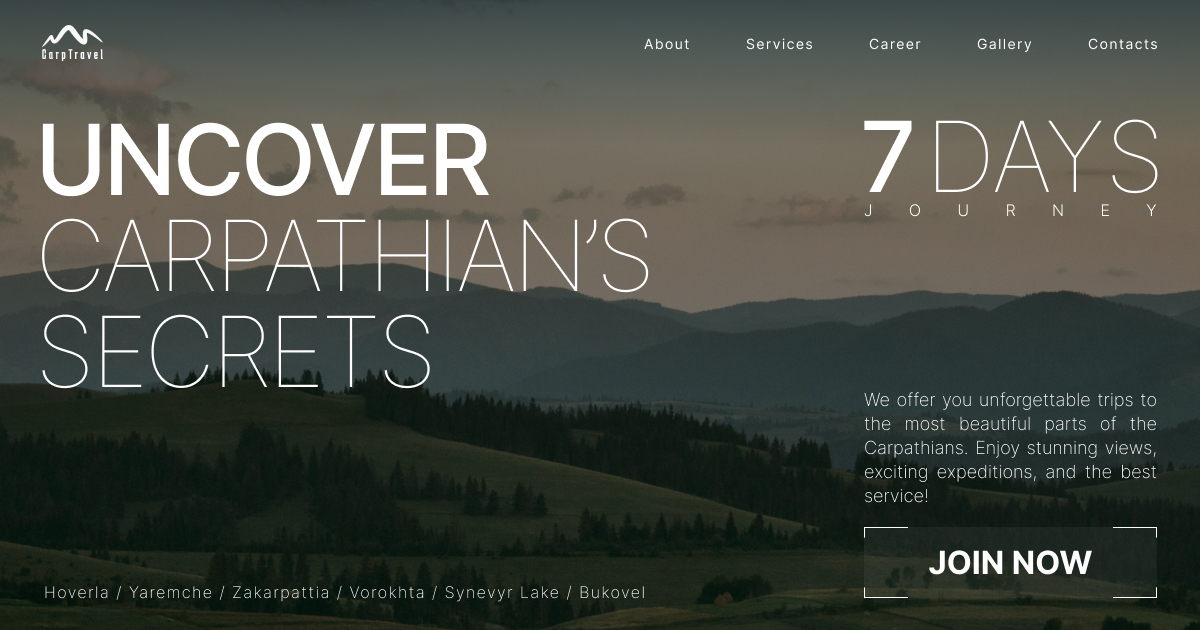 CarpTravel
About Services Career Gallery Contacts
UNCOVER
CARPATHIAN’S
SECRETS
7 DAYS
JOURNEY
We offer you unforgettable trips to
the most beautiful parts of the
Carpathians. Enjoy stunning views,
exciting expeditions, and the best
service!
JOIN NOW
Hoverla / Yaremche / Zakarpattia / Vorokhta / Synevyr Lake / Bukovel